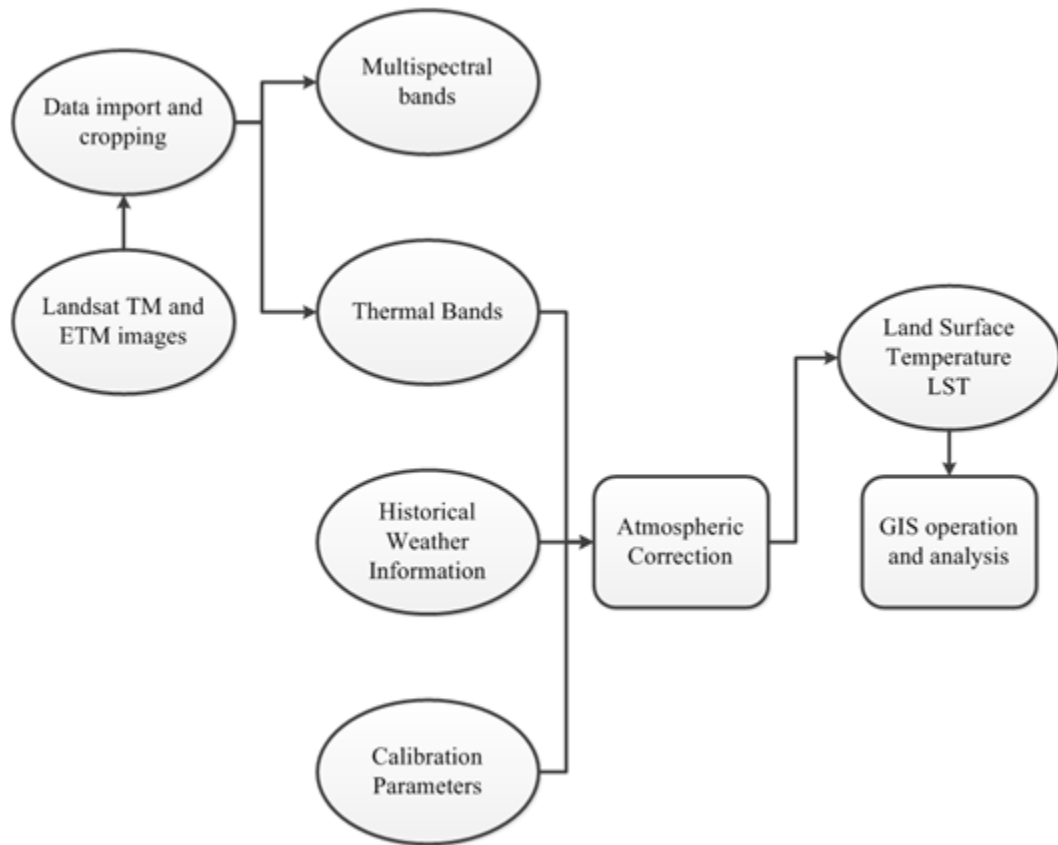 Data import and
cropping
Multispectral
bands
Landsat TM and
ETM images
Thermal Bands
Historical
Weather
Information
Calibration
Parameters
Atmospheric
Correction
Land Surface
Temperature
LST
GIS operation
and analysis